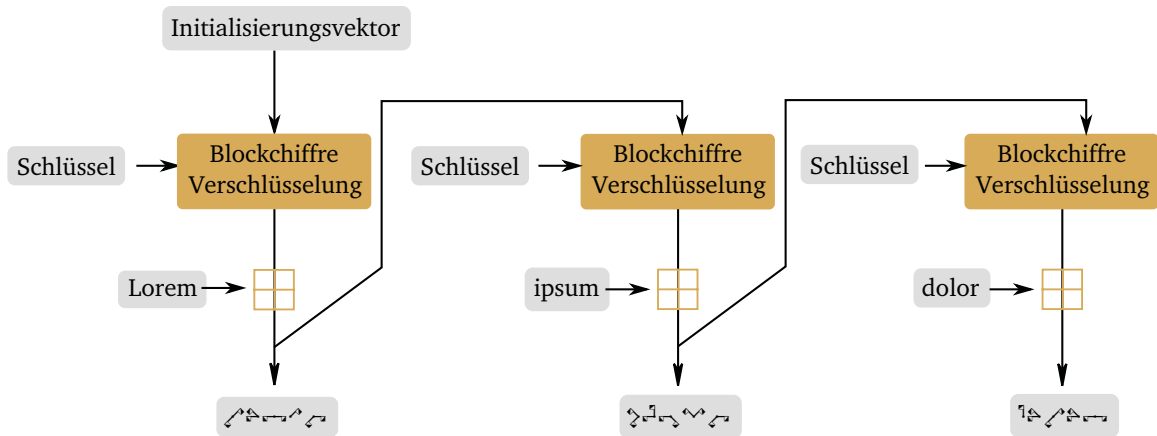 Initialisierungsvektor
Schlüssel
Blockchiffre
Verschlüsselung
Schlüssel
Blockchiffre
Verschlüsselung
Schlüssel
Blockchiffre
Verschlüsselung
Lorem
ipsum
dolor